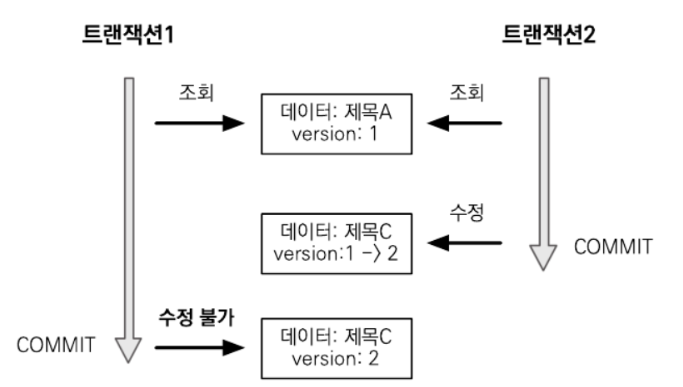 트랜잭션1
트랜잭션2
조회
조회
데이터: 제목A
version: 1
수정
데이터: 제목C
version:1 -> 2
COMMIT
수정 불가
COMMIT
데이터: 제목C
version: 2